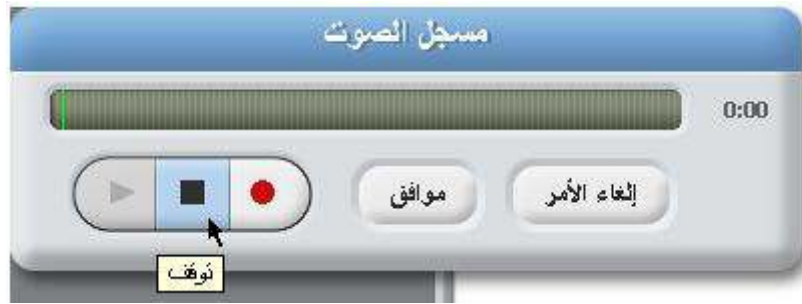 مسجل الصوت
0:00
إلغاء الأمر
موافق
توقف